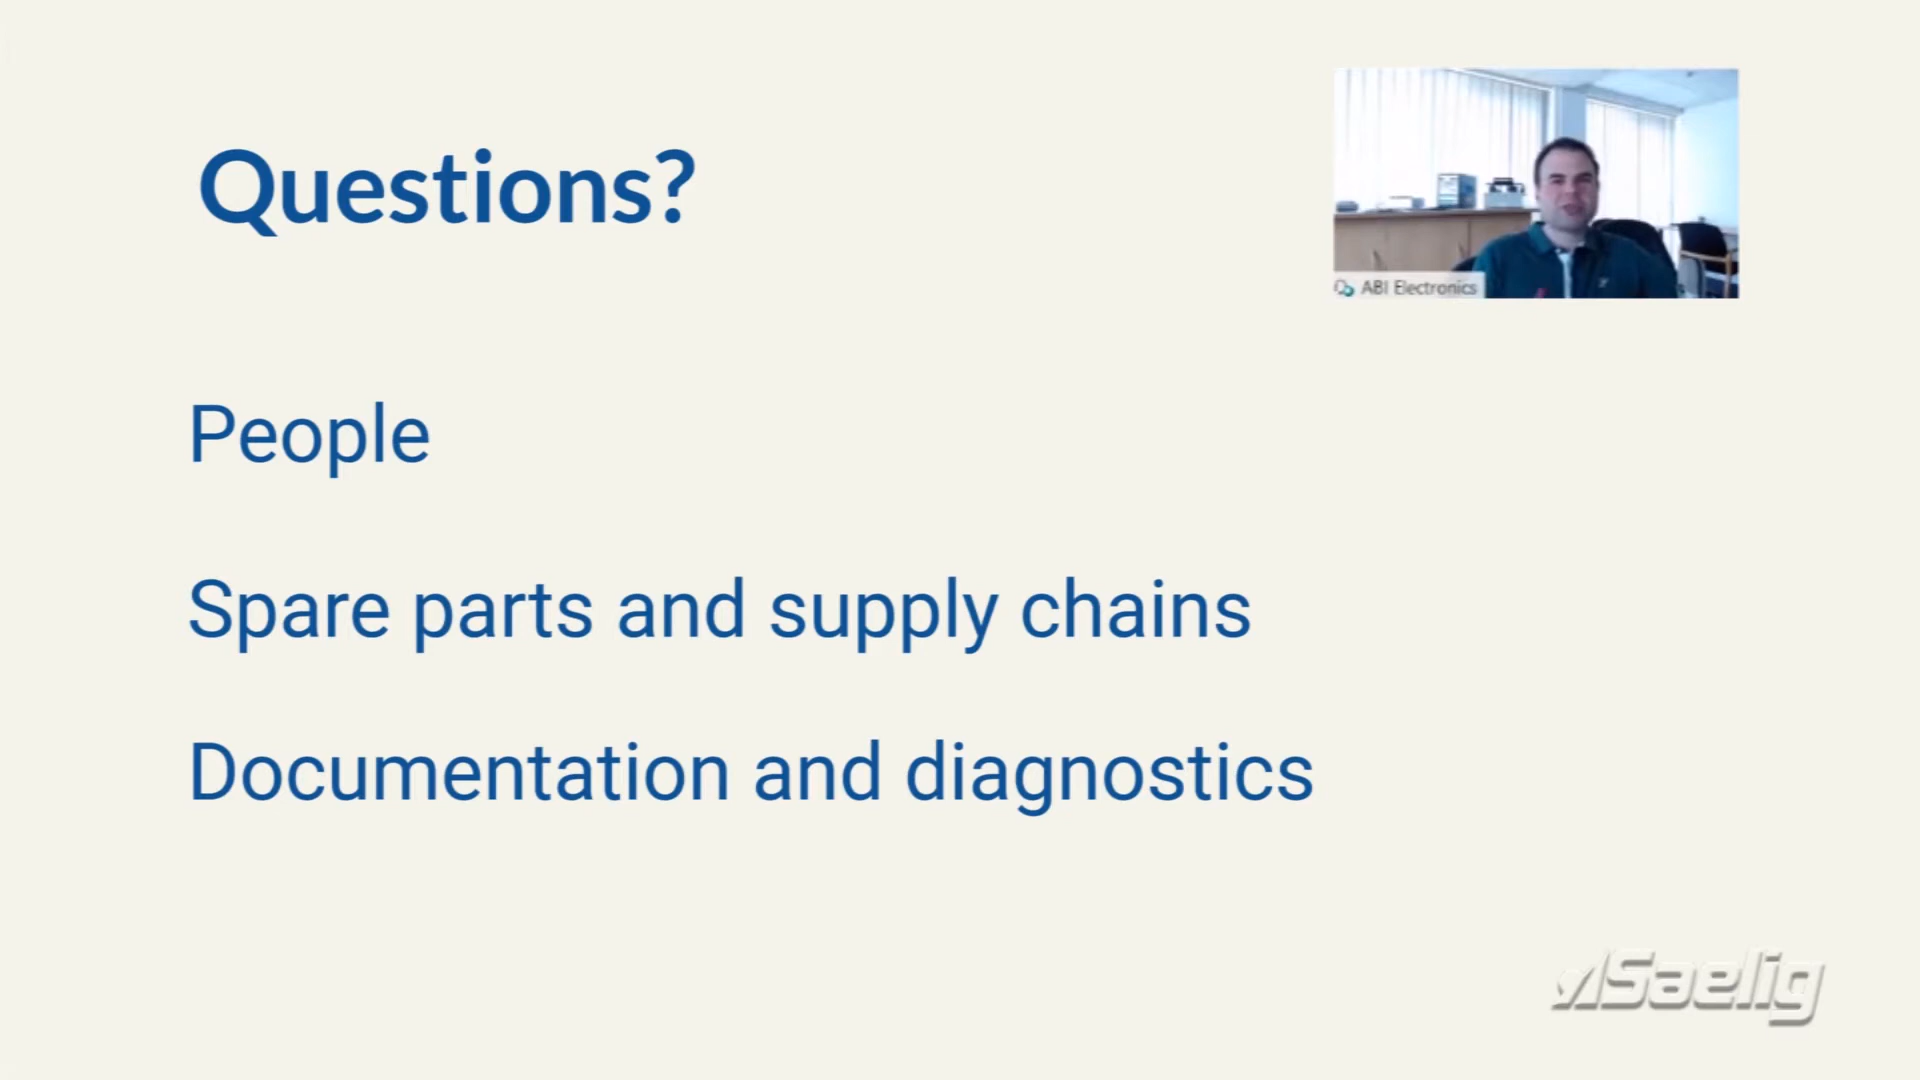 Questions?
ABI Electronics
People
Spare parts and supply chains
Documentation and diagnostics
Saelig